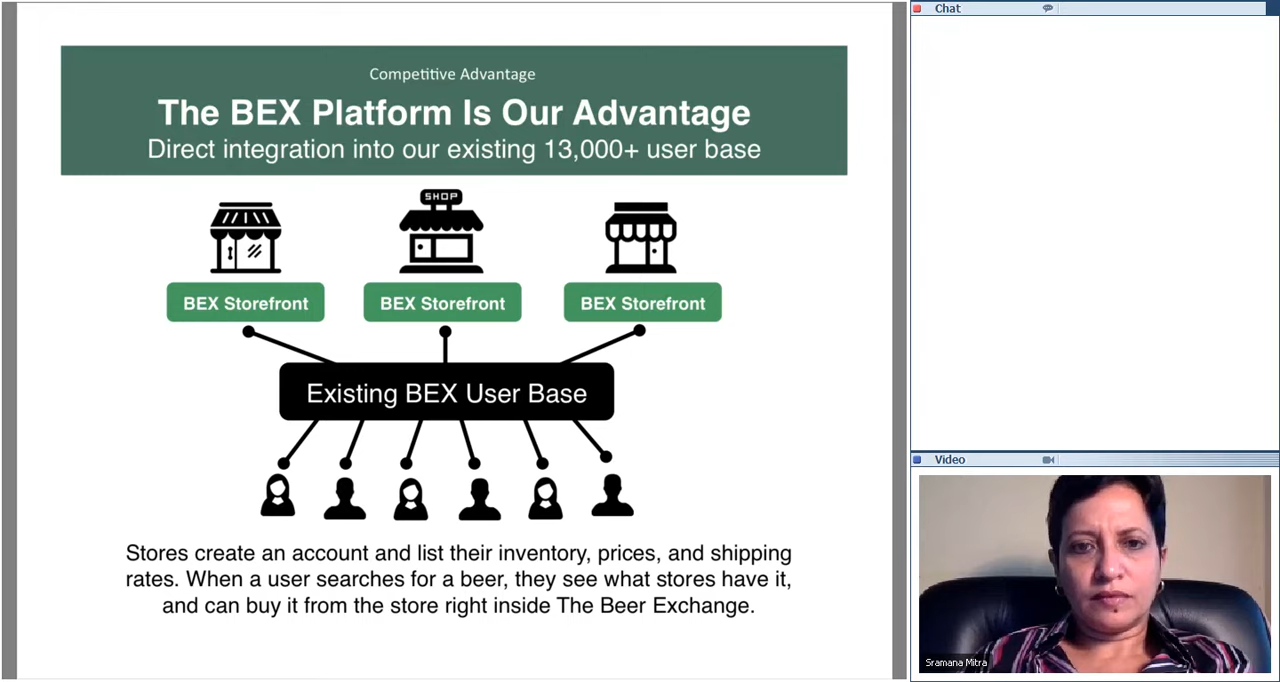 Competitive Advantage
The BEX Platform Is Our Advantage
Direct integration into our existing 13,000+ user base
SHOP
BEX Storefront BEX Storefront BEX Storefront
Existing BEX User Base
Stores create an account and list their inventory, prices, and shipping
rates. When a user searches for a beer, they see what stores have it,
and can buy it from the store right inside The Beer Exchange.
Chat
Video
Sramana Mitra